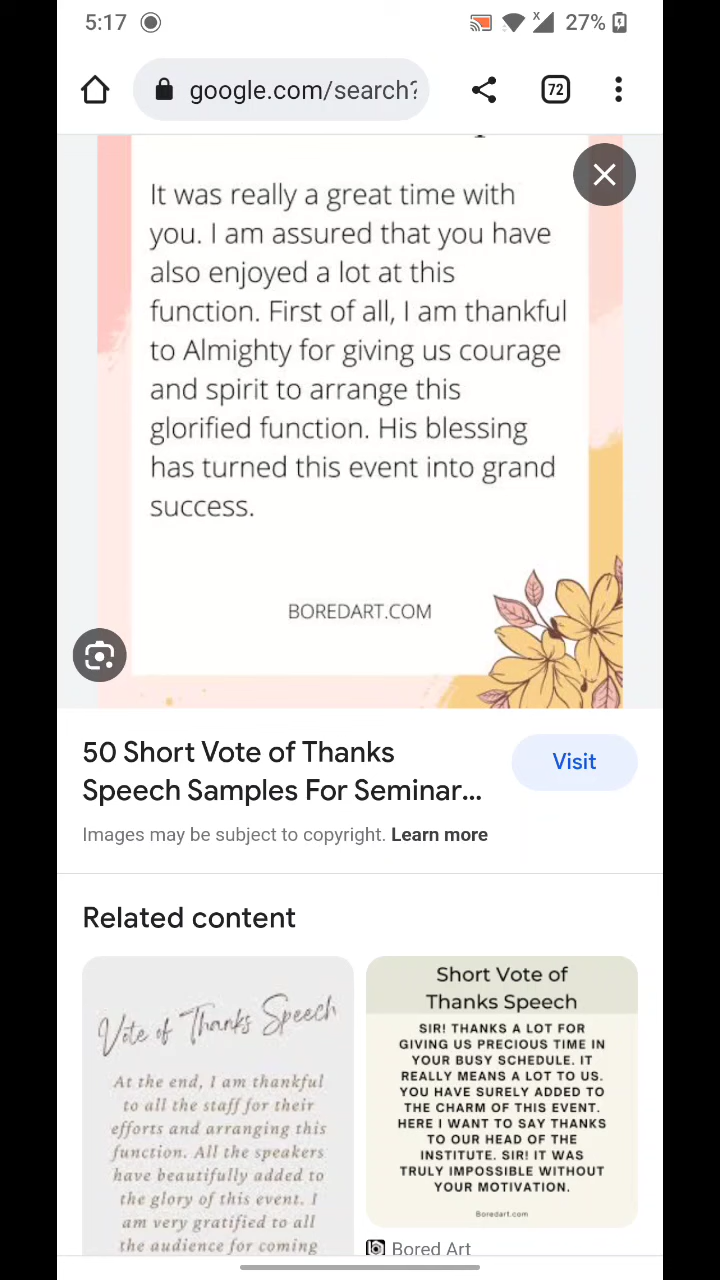 5:17
x
27%
google.com/search?
72
It was really a great time with
you. I am assured that you have
also enjoyed a lot at this
function. First of all, I am thankful
to Almighty for giving us courage
and spirit to arrange this
glorified function. His blessing
has turned this event into grand
success.
BOREDART.COM
50 Short Vote of Thanks
Speech Samples For Seminar...
Visit
Images may be subject to copyright. Learn more
Related content
Vote of Thanks Speech
At the end, I am thankful
to all the staff for their
efforts and arranging this
function. All the speakers
have beautifully added to
the glory of this event. I
am very gratified to all
the audience for coming
Short Vote of
Thanks Speech
SIR! THANKS A LOT FOR
GIVING US PRECIOUS TIME IN
YOUR BUSY SCHEDULE. IT
REALLY MEANS A LOT TO US.
YOU HAVE SURELY ADDED TO
THE CHARM OF THIS EVENT.
HERE I WANT TO SAY THANKS
TO OUR HEAD OF THE
INSTITUTE. SIR! IT WAS
TRULY IMPOSSIBLE WITHOUT
YOUR MOTIVATION.
Boredart.com
Bored Art